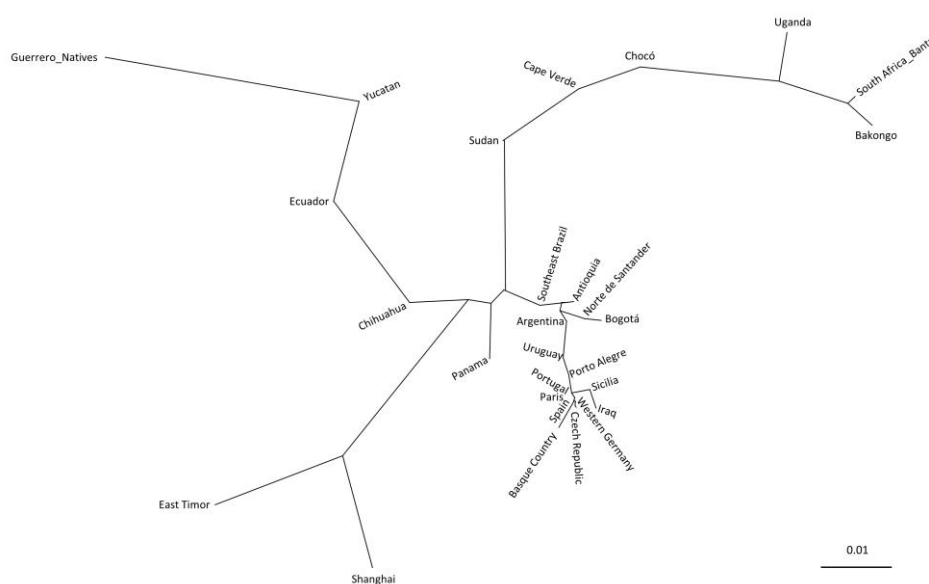 Uganda
Guerrero_Natives
Chocó
Cape Verde
South Africa_Bantu
Yucatan
Bakongo
Sudan
Ecuador
Southeast Brazil
Antioquia
Norte de Santander
Chihuahua
Argentina
Bogotá
Panama
Uruguay
Porto Alegre
Portugal
Sicilia
Paris
Iraq
Spain
Western Germany
Czech Republic
Basque Country
East Timor
0.01
Shanghai